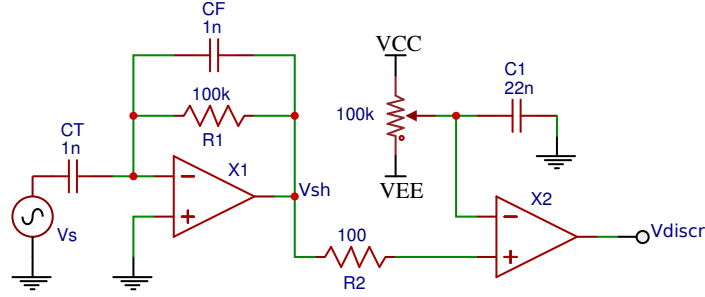 CF
1n
VCC
100k
R1
C1
22n
100k
CT
1n
X1
VEE
Vsh
X2
Vs
100
R2
Vdiscr